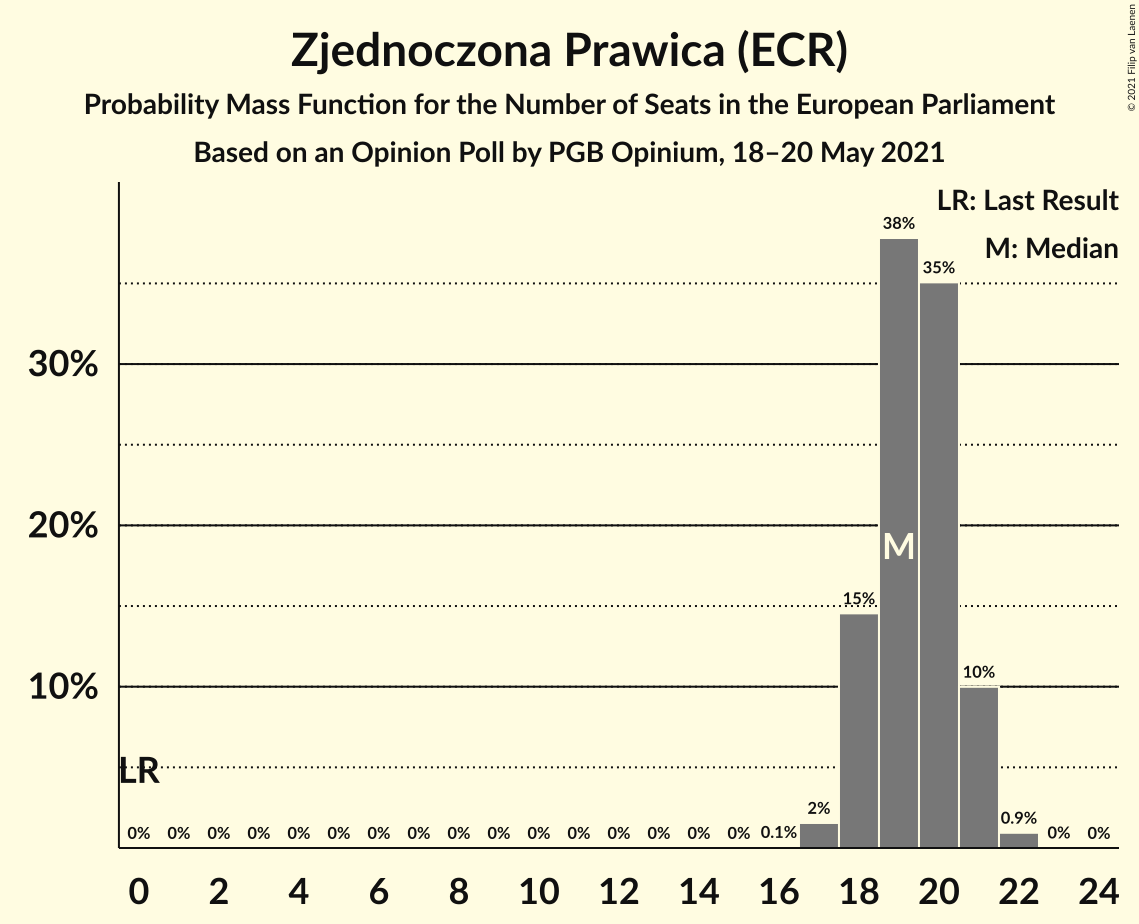 Zjednoczona Prawica (ECR)
Probability Mass Function for the Number of Seats in the European Parliament
Based on an Opinion Poll by PGB Opinium, 18–20 May 2021
© 2021 Filip van Laenen
LR: Last Result
M: Median
38%
35%
30%
20%
M
15%
10%
10%
LR
0% 0% 0% 0% 0% 0% 0% 0% 0% 0% 0% 0% 0% 0% 0% 0% 0.1% 2% 0.9% 0% 0%
0 2 4 6 8 10 12 14 16 18 20 22 24